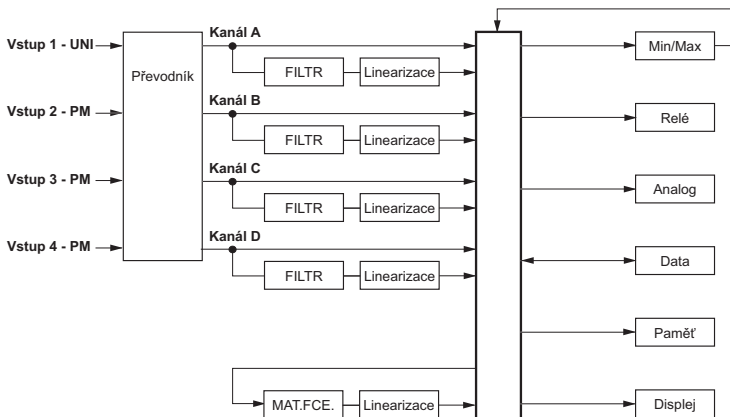 Kanál A
Vstup 1 - UNI
Min/Max
Převodník
FILTR
Linearizace
Kanál B
Vstup 2 - PM
Relé
FILTR
Linearizace
Kanál C
Vstup 3 - PM
Analog
FILTR
Linearizace
Kanál D
Vstup 4 - PM
Data
FILTR
Linearizace
Paměť
MAT.FCE.
Linearizace
Displej